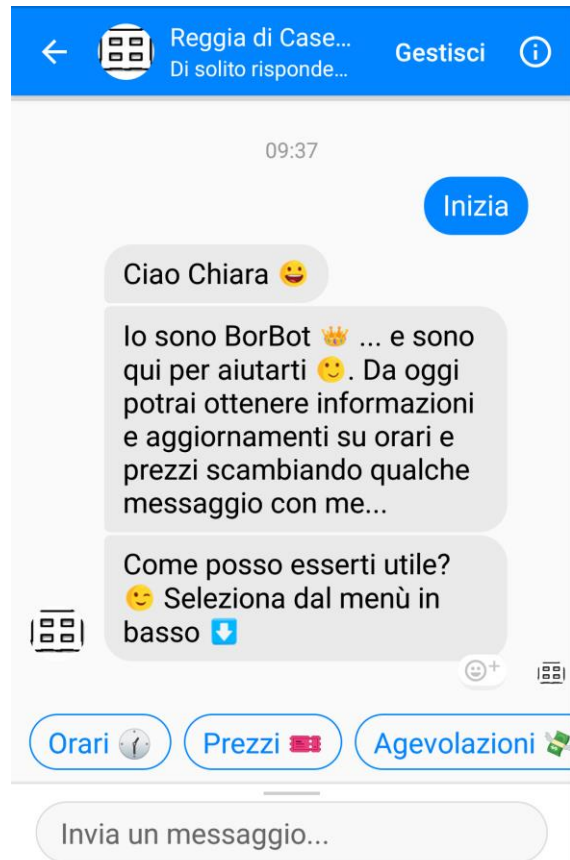 Reggia di Case...
Di solito risponde...
Gestisci
09:37
Inizia
Ciao Chiara 😀
Io sono BorBot 👑 ... e sono
qui per aiutarti 🙂. Da oggi
potrai ottenere informazioni
e aggiornamenti su orari e
prezzi scambiando qualche
messaggio con me...
Come posso esserti utile?
😉 Seleziona dal menù in
basso ⬇️
Orari 🕜
Prezzi 🎟️
Agevolazioni 💸
Invia un messaggio...